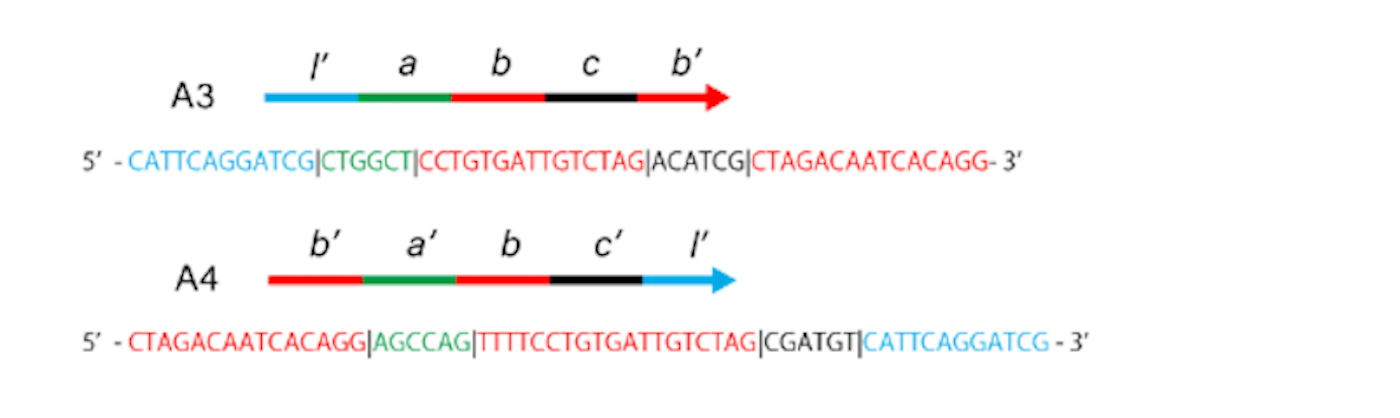 l′ a b c b′
A3
5′ - CATTCAGGATCG|CTGGCT|CCTGTGATTGTCTAG|ACATCG|CTAGACAATCACAGG- 3′
b′ a′ b c′ l′
A4
5′ - CTAGACAATCACAGG|AGCCAG|TTTTCCTGTGATTGTCTAG|CGATGT|CATTCAGGATCG - 3′